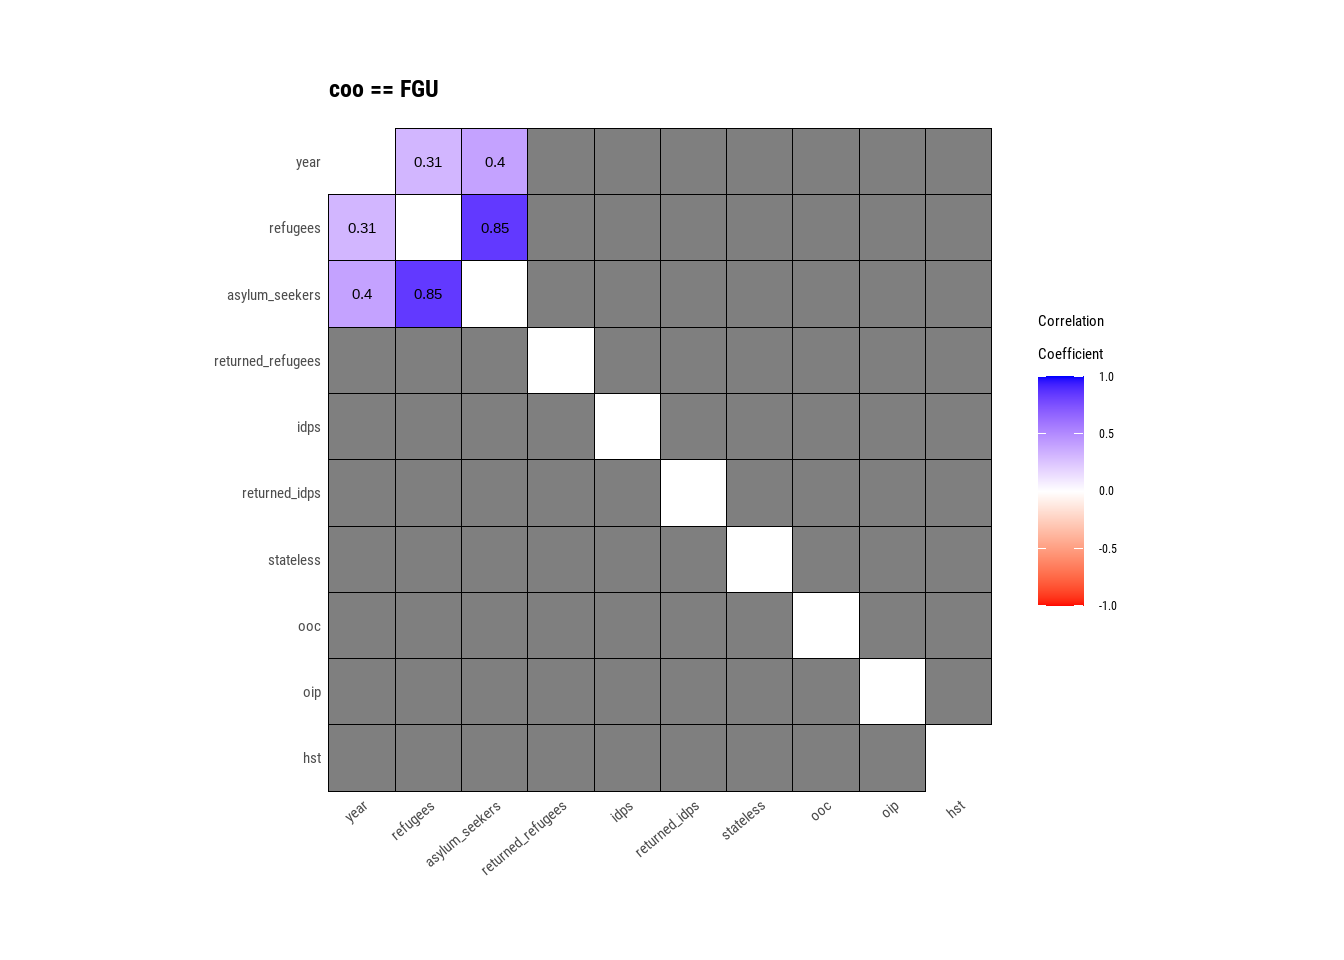 coo == FGU
year 0.31 0.4
refugees 0.31 0.85
asylum_seekers 0.4 0.85
returned_refugees
idps
returned_idps
stateless
ooc
oip
hst
year refugees asylum_seekers returned_refugees idps returned_idps stateless ooc oip hst
Correlation
Coefficient
1.0
0.5
0.0
-0.5
-1.0